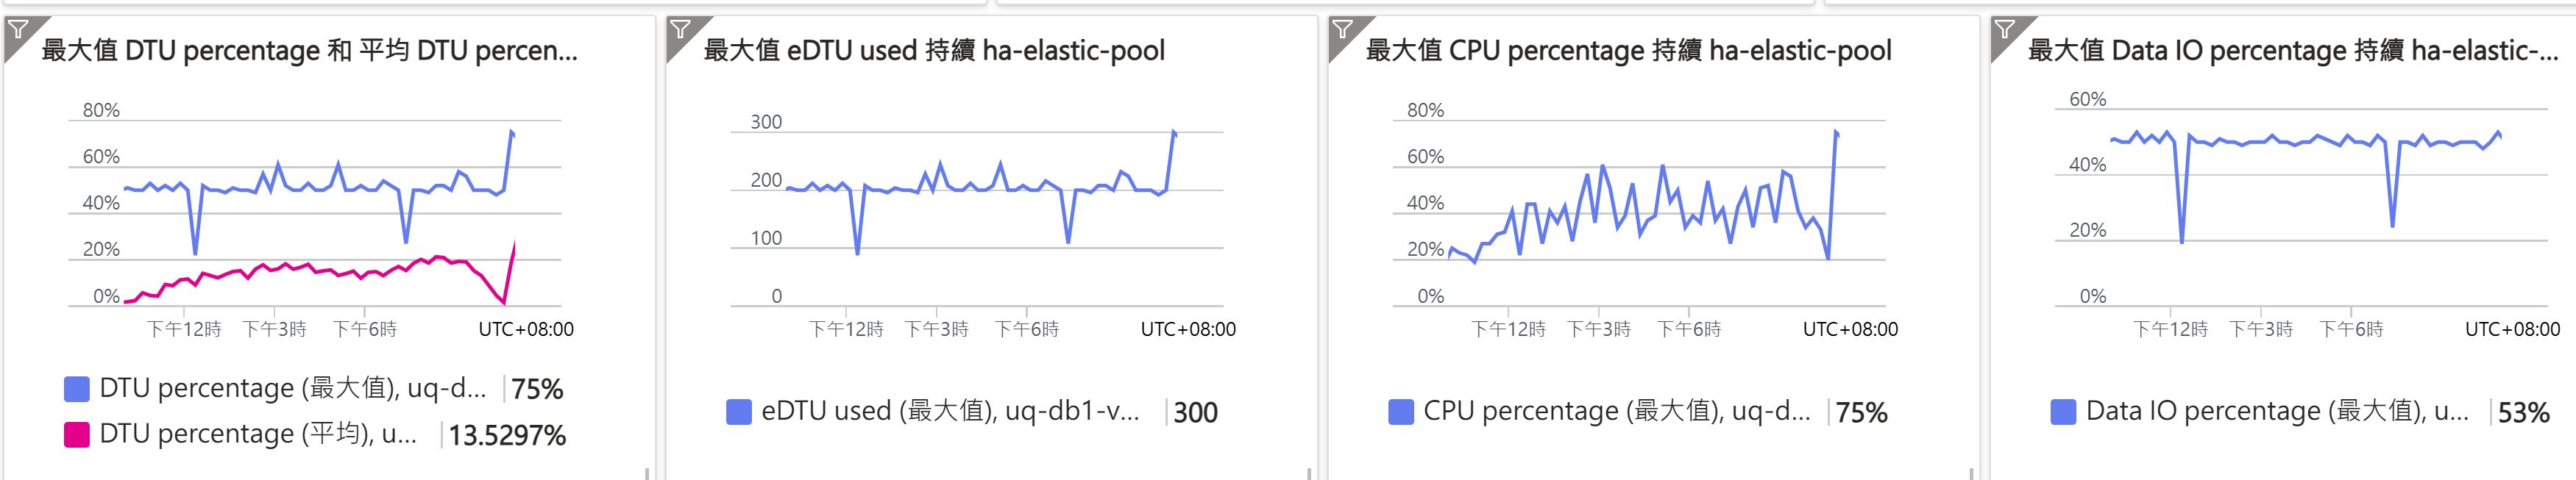 最大值 DTU percentage 和 平均 DTU percen...
80%
60%
40%
20%
0%
下午12時
下午3時
下午6時
UTC+08:00
DTU percentage (最大值), uq-d...
75%
DTU percentage (平均), u...
13.5297%
最大值 eDTU used 持續 ha-elastic-pool
300
200
100
0
下午12時
下午3時
下午6時
UTC+08:00
eDTU used (最大值), uq-db1-v...
300
最大值 CPU percentage 持續 ha-elastic-pool
80%
60%
40%
20%
0%
下午12時
下午3時
下午6時
UTC+08:00
CPU percentage (最大值), uq-d...
75%
最大值 Data IO percentage 持續 ha-elastic-...
60%
40%
20%
0%
下午12時
下午3時
下午6時
UTC+08:00
Data IO percentage (最大值), u...
53%